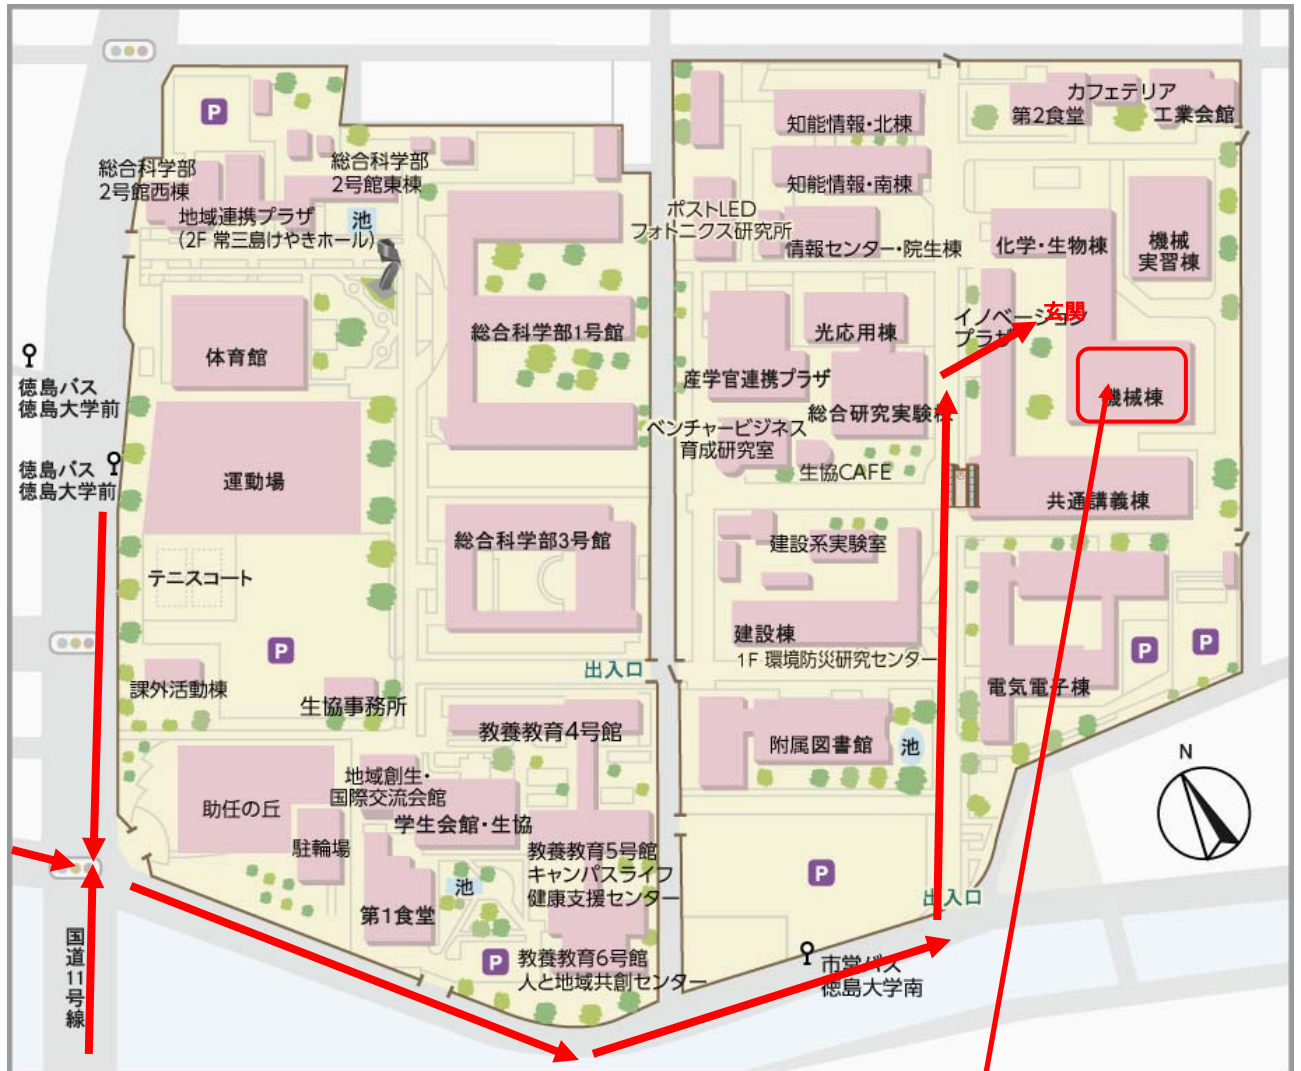 P
カフェテリア
第2食堂
工業会館
知能情報・北棟
総合科学部
2号館西棟
総合科学部
2号館東棟
知能情報・南棟
地域連携プラザ
(2F 常三島けやきホール)
池
ポストLED
フォトニクス研究所
情報センター・院生棟
化学・生物棟
機械
実習棟
玄関
イノベーション
プラザ
総合科学部1号館
光応用棟
体育館
徳島バス
徳島大学前
産学官連携プラザ
総合研究実験棟
機械棟
ベンチャービジネス
育成研究室
生協CAFE
徳島バス
徳島大学前
運動場
共通講義棟
総合科学部3号館
建設系実験室
テニスコート
建設棟
1F 環境防災研究センター
P
P
P
出入口
課外活動棟
生協事務所
電気電子棟
教養教育4号館
附属図書館
池
N
地域創生・
国際交流会館
助任の丘
学生会館・生協
駐輪場
教養教育5号館
キャンパスライフ
健康支援センター
P
池
第1食堂
出入口
国道11号線
P
教養教育6号館
人と地域共創センター
市営バス
徳島大学南